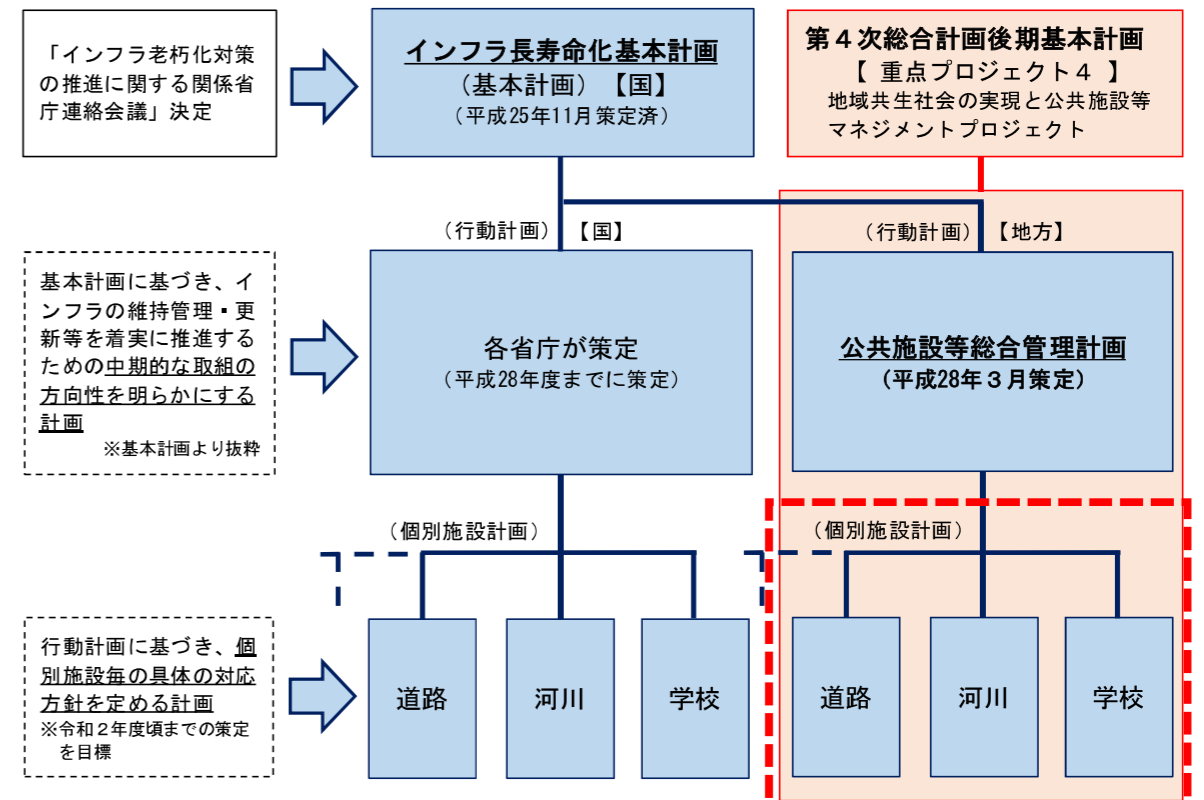 「インフラ老朽化対策
の推進に関する関係省
庁連絡会議」決定
インフラ長寿命化基本計画
（基本計画）【国】
（平成25年11月策定済）
第４次総合計画後期基本計画
【 重点プロジェクト４ 】
地域共生社会の実現と公共施設等
マネジメントプロジェクト
（行動計画）【国】
（行動計画）【地方】
基本計画に基づき、イ
ンフラの維持管理・更
新等を着実に推進する
ための中期的な取組の
方向性を明らかにする
計画
※基本計画より抜粋
各省庁が策定
（平成28年度までに策定）
公共施設等総合管理計画
（平成28年３月策定）
（個別施設計画）
（個別施設計画）
行動計画に基づき、個
別施設毎の具体の対応
方針を定める計画
※令和２年度頃までの策定
を目標
道路
河川
学校
道路
河川
学校